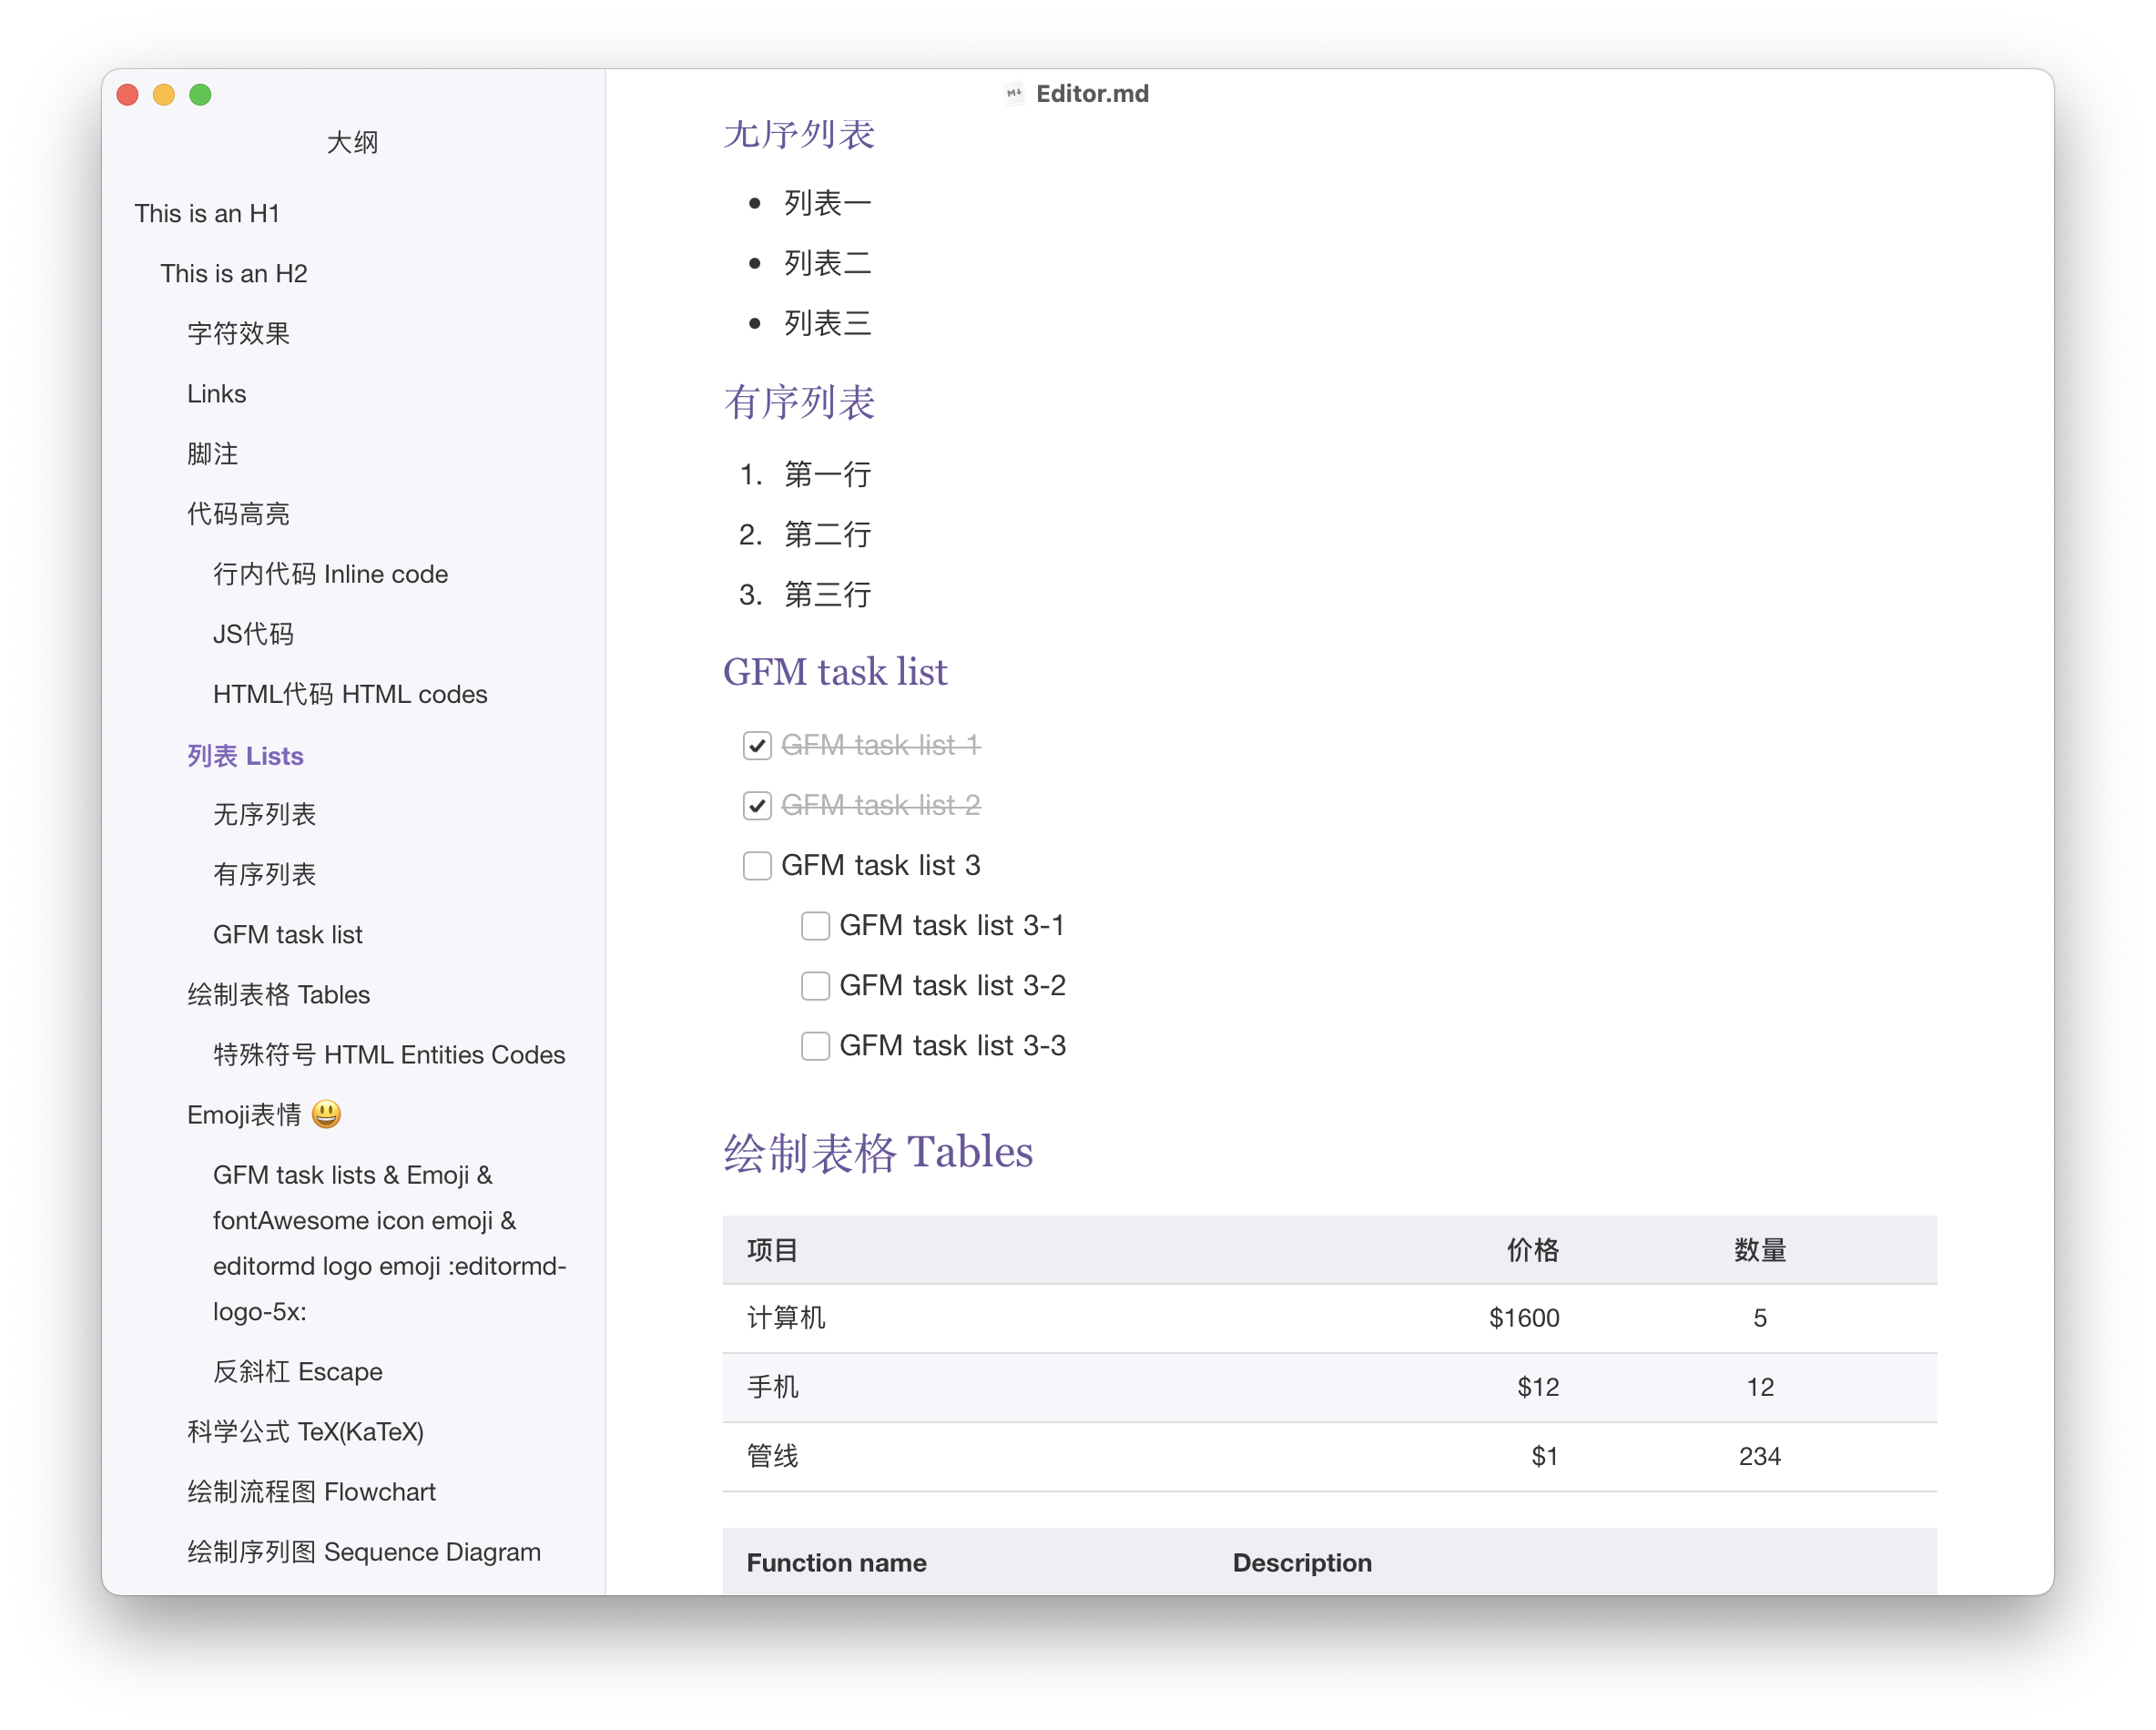 Editor.md
大纲
This is an H1
This is an H2
字符效果
Links
脚注
代码高亮
行内代码 Inline code
JS代码
HTML代码 HTML codes
列表 Lists
无序列表
有序列表
GFM task list
绘制表格 Tables
特殊符号 HTML Entities Codes
Emoji表情 😃
GFM task lists & Emoji &
fontAwesome icon emoji &
editormd logo emoji :editormd-
logo-5x:
反斜杠 Escape
科学公式 TeX(KaTeX)
绘制流程图 Flowchart
绘制序列图 Sequence Diagram
无序列表
• 列表一
• 列表二
• 列表三
有序列表
1. 第一行
2. 第二行
3. 第三行
GFM task list
GFM task list 1
GFM task list 2
GFM task list 3
GFM task list 3-1
GFM task list 3-2
GFM task list 3-3
绘制表格 Tables
项目 价格 数量
计算机 $1600 5
手机 $12 12
管线 $1 234
Function name Description